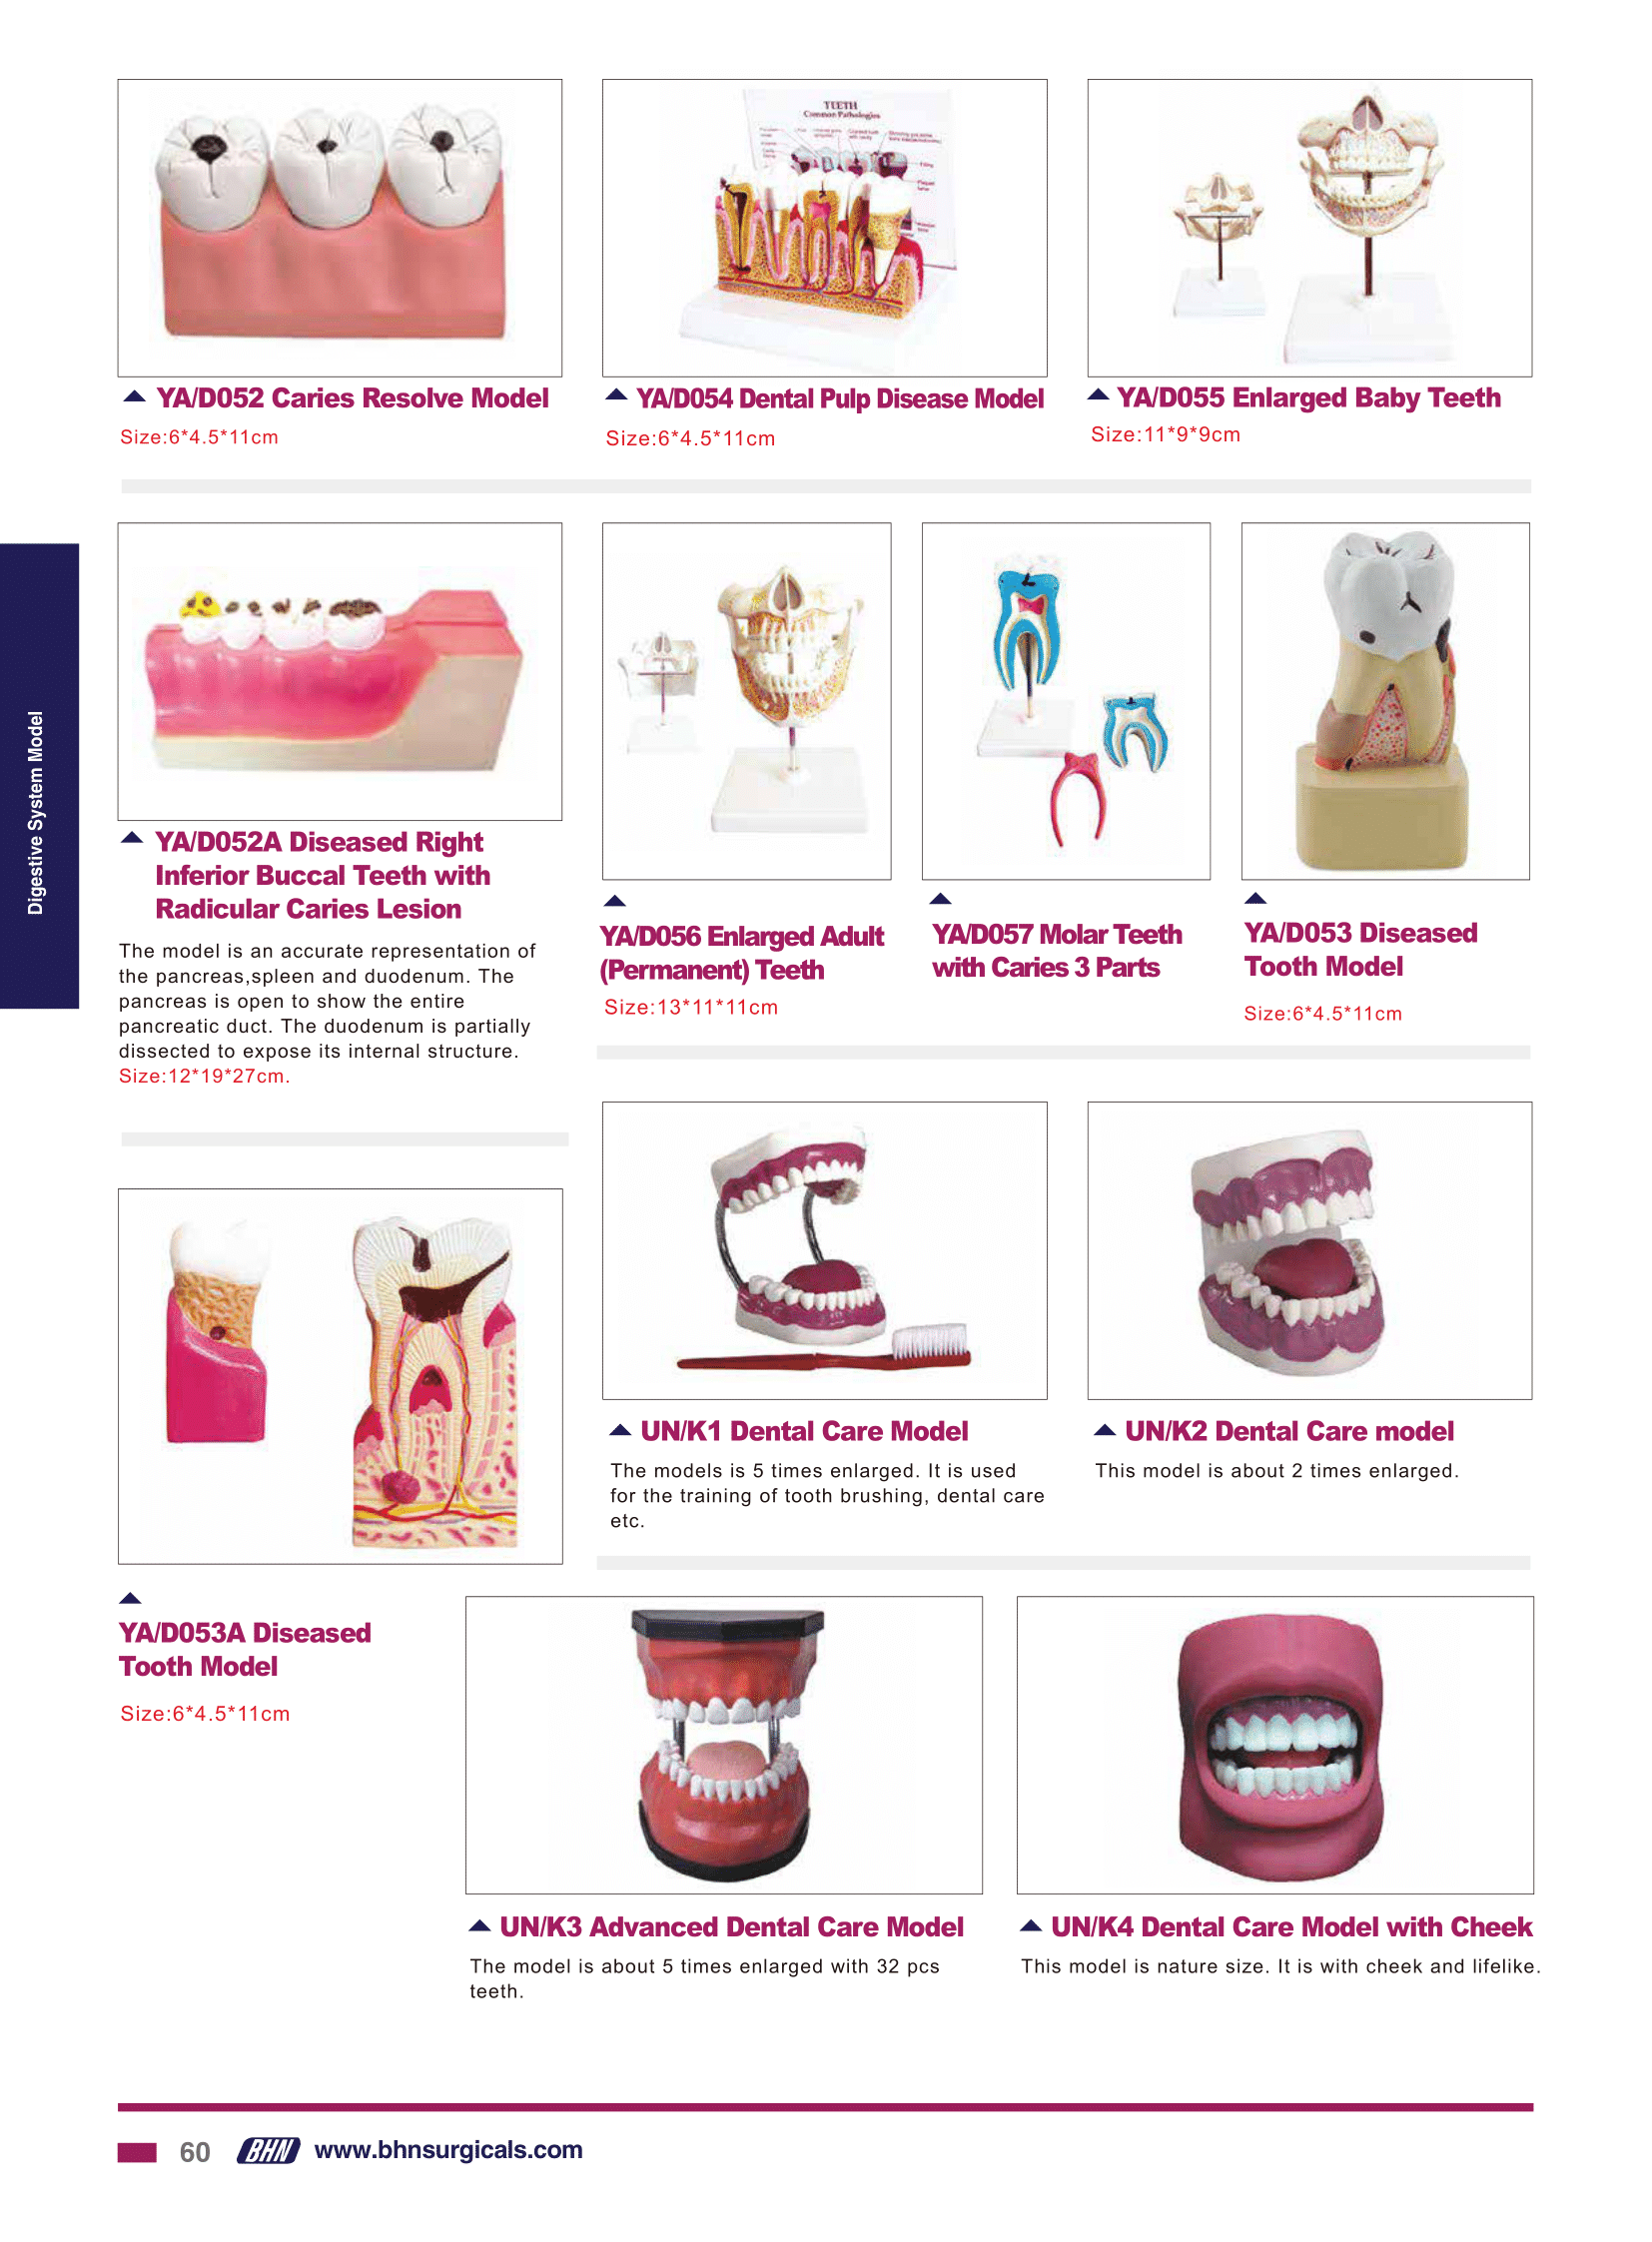 TEETH
Common Pathologies
YA/D052 Caries Resolve Model
Size:6*4.5*11cm
YA/D054 Dental Pulp Disease Model
Size:6*4.5*11cm
YA/D055 Enlarged Baby Teeth
Size:11*9*9cm
Digestive System Model
YA/D052A Diseased Right
Inferior Buccal Teeth with
Radicular Caries Lesion
The model is an accurate representation of
the pancreas,spleen and duodenum. The
pancreas is open to show the entire
pancreatic duct. The duodenum is partially
dissected to expose its internal structure.
Size:12*19*27cm.
YA/D056 Enlarged Adult
(Permanent) Teeth
Size:13*11*11cm
YA/D057 Molar Teeth
with Caries 3 Parts
YA/D053 Diseased
Tooth Model
Size:6*4.5*11cm
UN/K1 Dental Care Model
The models is 5 times enlarged. It is used
for the training of tooth brushing, dental care
etc.
UN/K2 Dental Care model
This model is about 2 times enlarged.
YA/D053A Diseased
Tooth Model
Size:6*4.5*11cm
UN/K3 Advanced Dental Care Model
The model is about 5 times enlarged with 32 pcs
teeth.
UN/K4 Dental Care Model with Cheek
This model is nature size. It is with cheek and lifelike.
60
BHN
www.bhnsurgicals.com